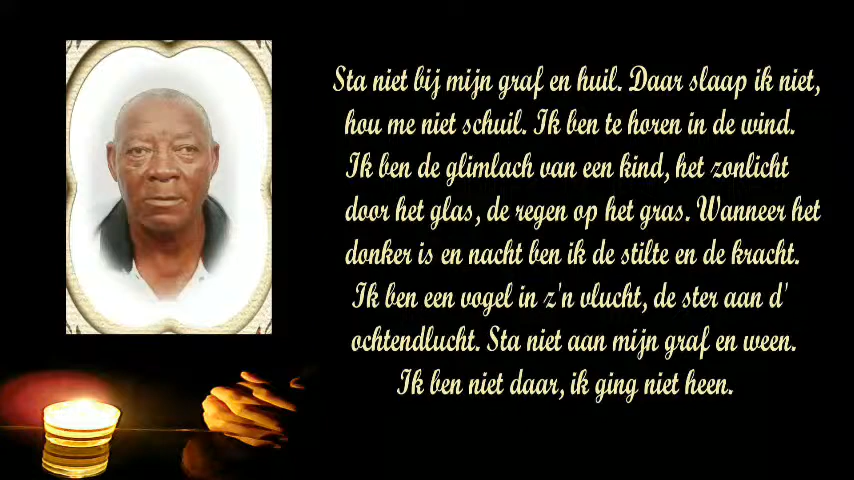 Sta niet bij mijn graf en huil. Daar slaap ik niet,
hou me niet schuil. Ik ben te horen in de wind.
Ik ben de glimlach van een kind, het zonlicht
door het glas, de regen op het gras. Wanneer het
donker is en nacht ben ik de stilte en de kracht.
Ik ben een vogel in z'n vlucht, de ster aan d'
ochtendlucht. Sta niet aan mijn graf en ween.
Ik ben niet daar, ik ging niet heen.